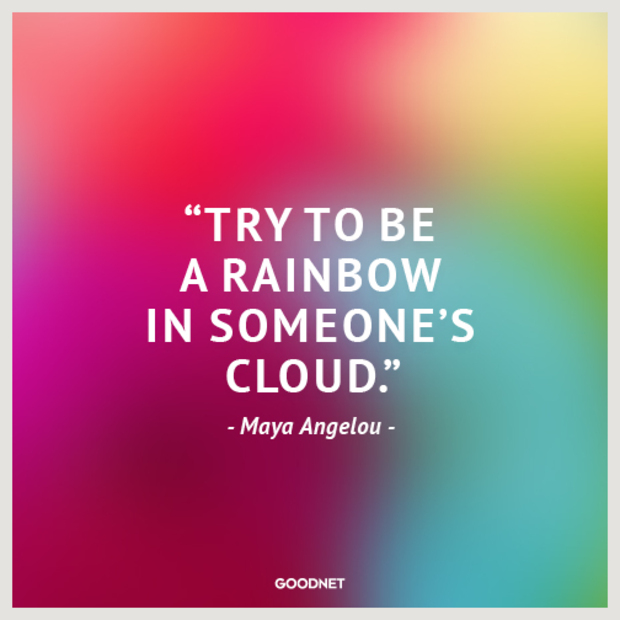 “TRY TO BE
A RAINBOW
IN SOMEONE’S
CLOUD.”
- Maya Angelou -
GOODNET